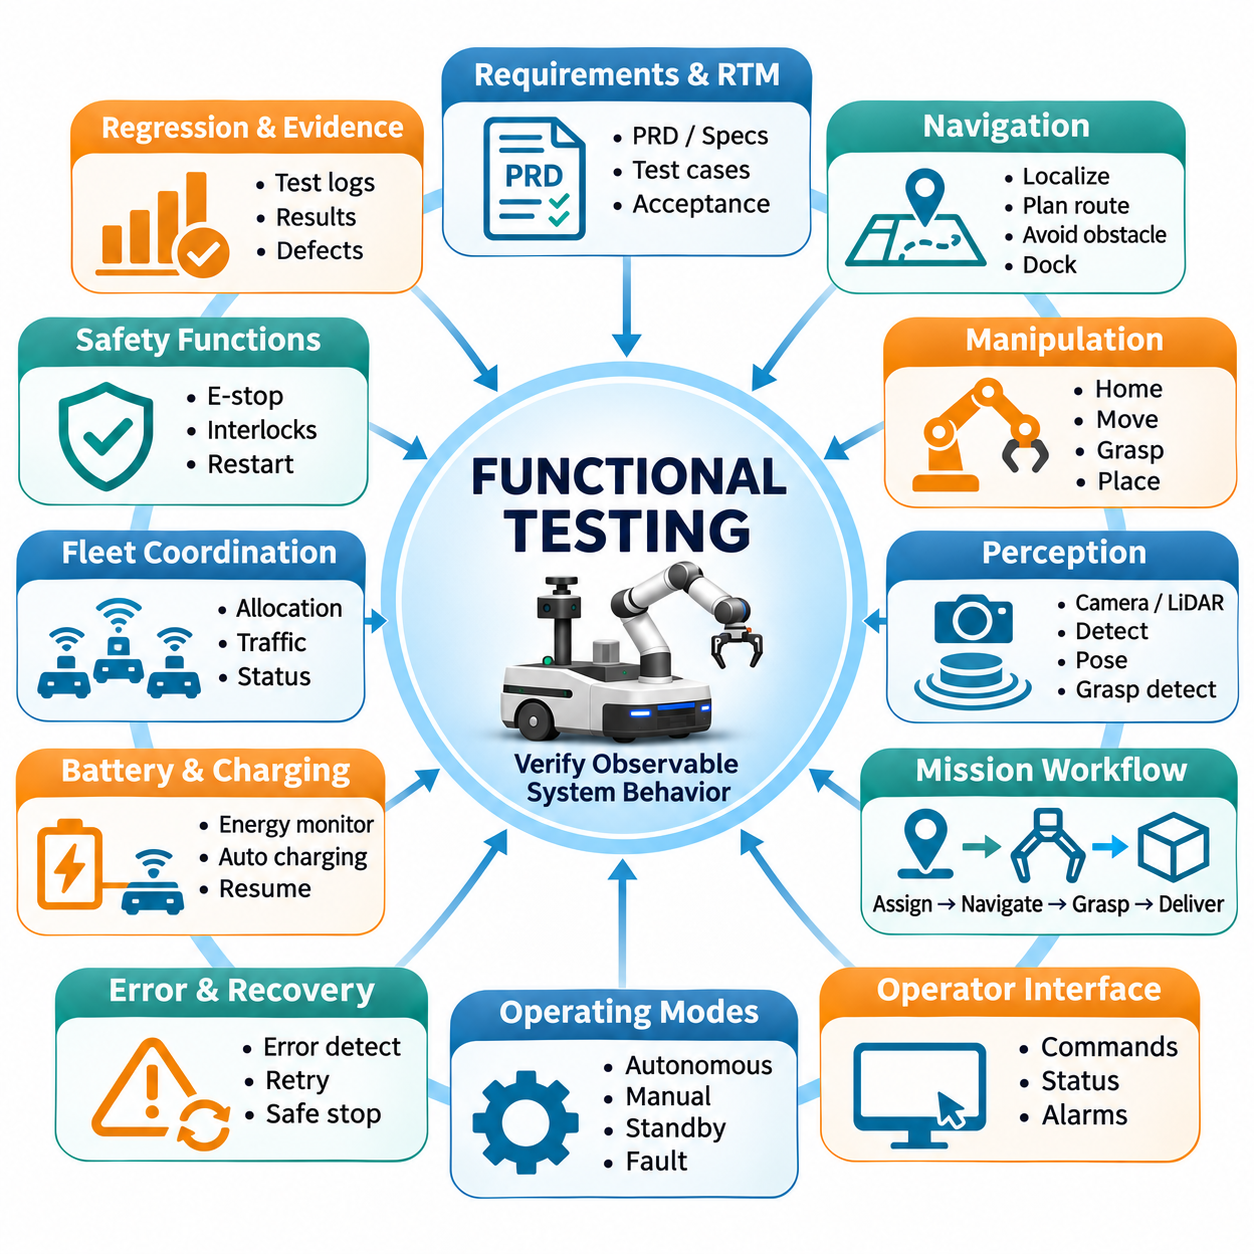 Requirements & RTM
PRD
• PRD / Specs
• Test cases
• Acceptance
Navigation
• Localize
• Plan route
• Avoid obstacle
• Dock
Manipulation
• Home
• Move
• Grasp
• Place
Perception
• Camera / LiDAR
• Detect
• Pose
• Grasp detect
Mission Workflow
Assign → Navigate → Grasp → Deliver
Operator Interface
• Commands
• Status
• Alarms
Operating Modes
• Autonomous
• Manual
• Standby
• Fault
Error & Recovery
• Error detect
• Retry
• Safe stop
Battery & Charging
• Energy monitor
• Auto charging
• Resume
Fleet Coordination
• Allocation
• Traffic
• Status
Safety Functions
• E-stop
• Interlocks
• Restart
Regression & Evidence
• Test logs
• Results
• Defects
FUNCTIONAL
TESTING
Verify Observable
System Behavior